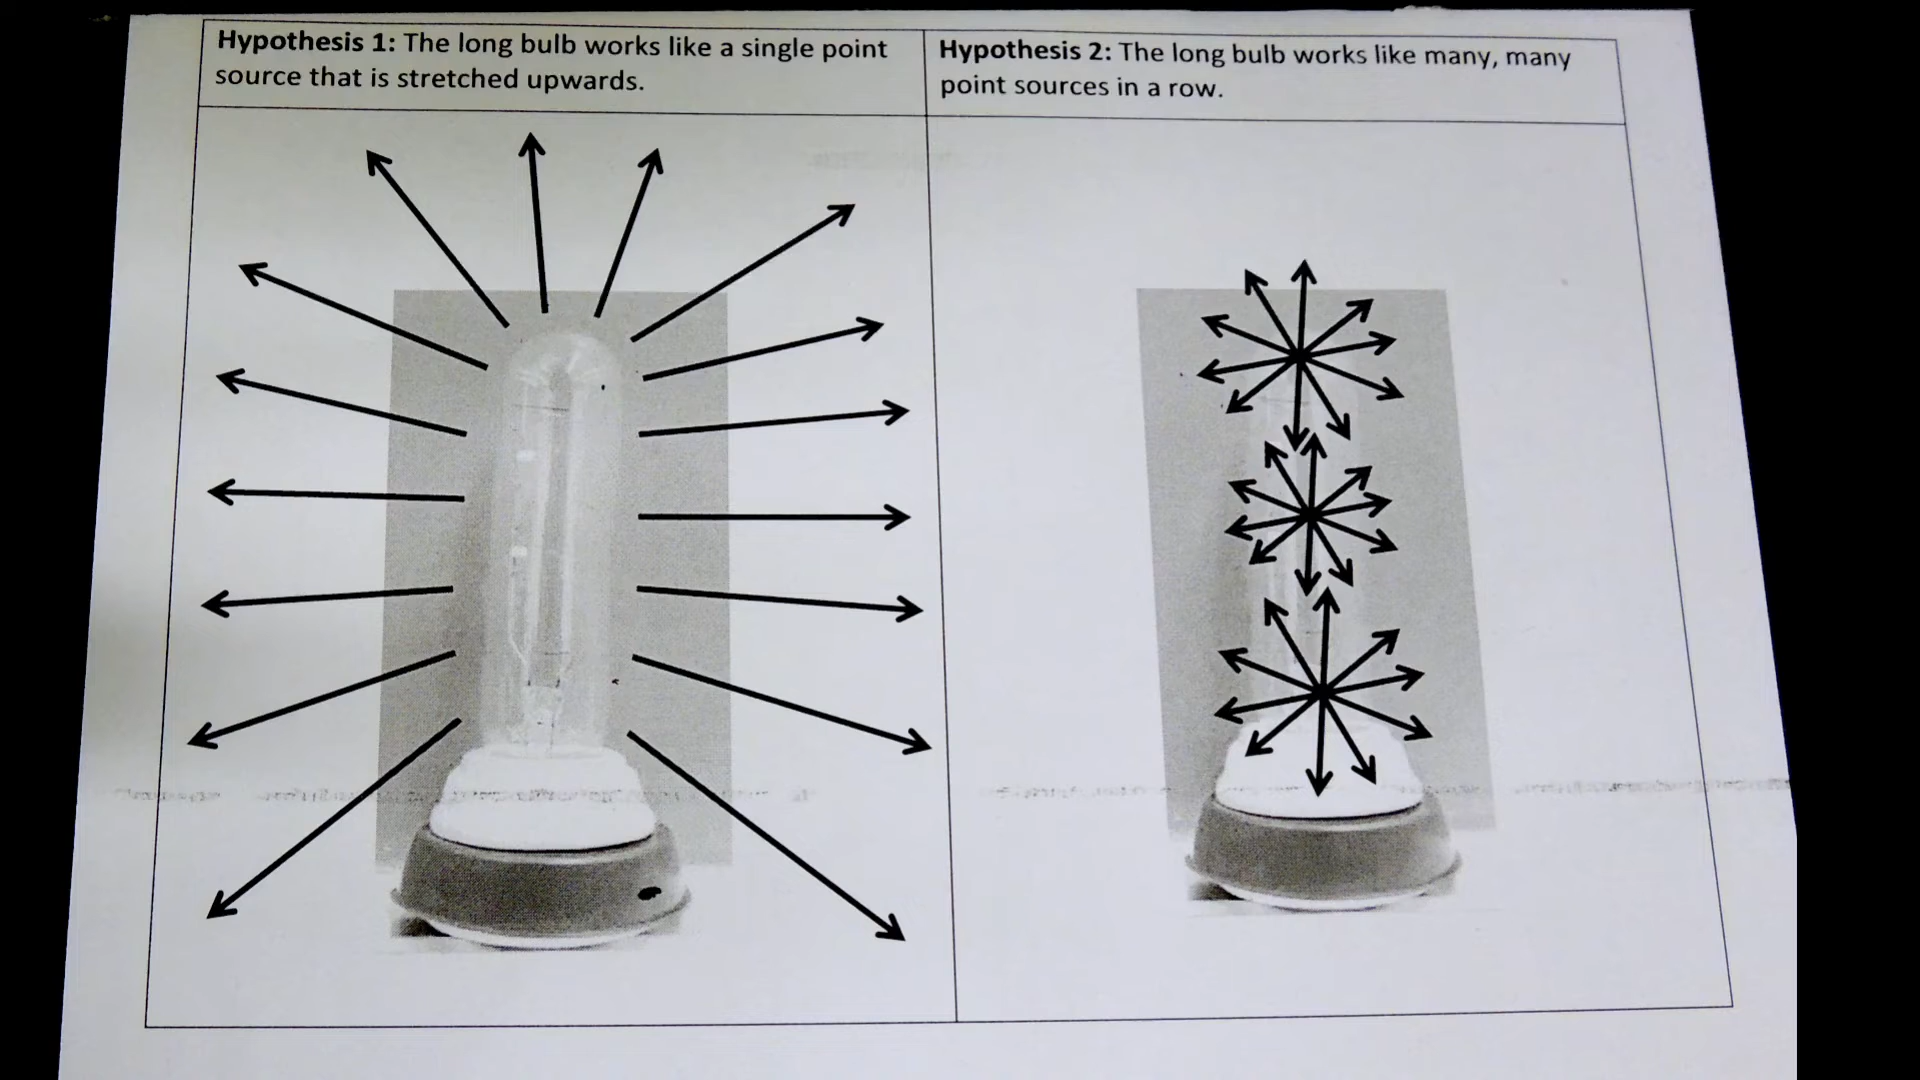 Hypothesis 1: The long bulb works like a single point
source that is stretched upwards.
Hypothesis 2: The long bulb works like many, many
point sources in a row.